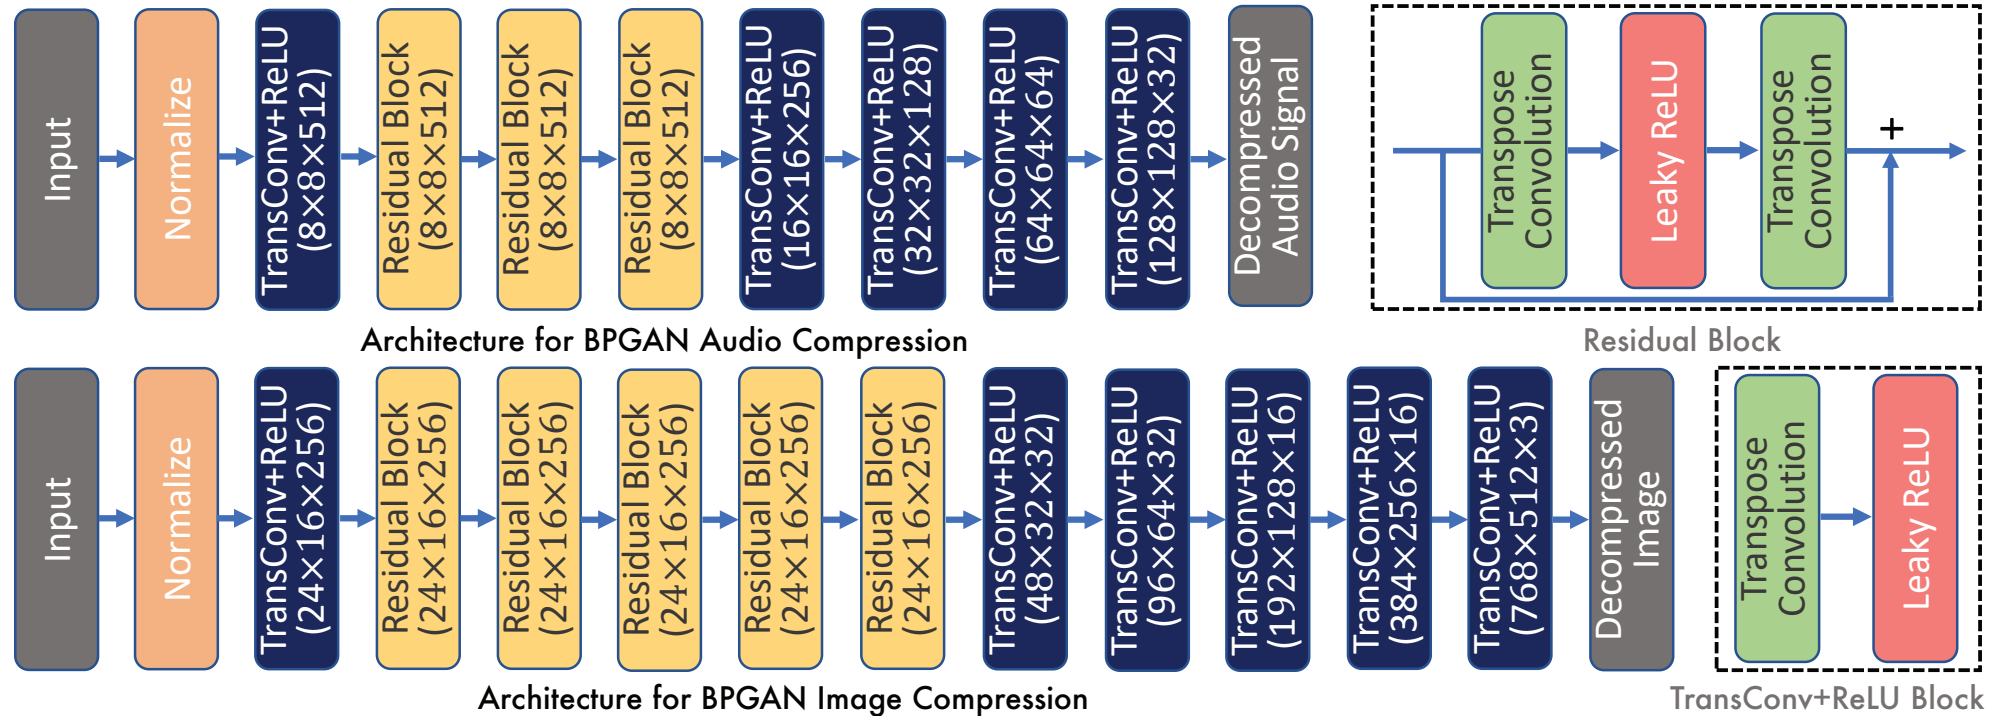 Input
Normalize
TransConv+ReLU
(8×8×512)
Residual Block
(8×8×512)
Residual Block
(8×8×512)
Residual Block
(8×8×512)
TransConv+ReLU
(16×16×256)
TransConv+ReLU
(32×32×128)
TransConv+ReLU
(64×64×64)
TransConv+ReLU
(128×128×32)
Decompressed
Audio Signal
Architecture for BPGAN Audio Compression
Transpose
Convolution
Leaky ReLU
Transpose
Convolution
+
Residual Block
Input
Normalize
TransConv+ReLU
(24×16×256)
Residual Block
(24×16×256)
Residual Block
(24×16×256)
Residual Block
(24×16×256)
Residual Block
(24×16×256)
Residual Block
(24×16×256)
TransConv+ReLU
(48×32×32)
TransConv+ReLU
(96×64×32)
TransConv+ReLU
(192×128×16)
TransConv+ReLU
(384×256×16)
TransConv+ReLU
(768×512×3)
Decompressed
Image
Architecture for BPGAN Image Compression
Transpose
Convolution
Leaky ReLU
TransConv+ReLU Block